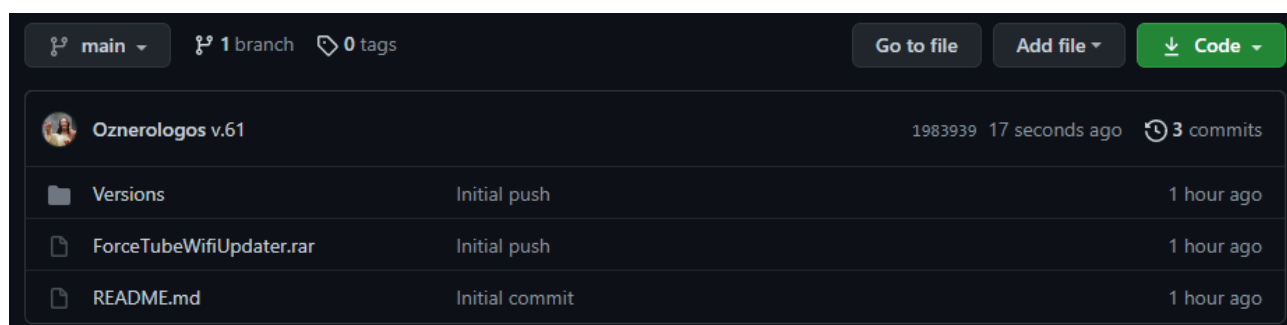 main 1 branch 0 tags Go to file Add file Code
Oznerologos v.61 1983939 17 seconds ago 3 commits
Versions Initial push 1 hour ago
ForceTubeWifiUpdater.rar Initial push 1 hour ago
README.md Initial commit 1 hour ago